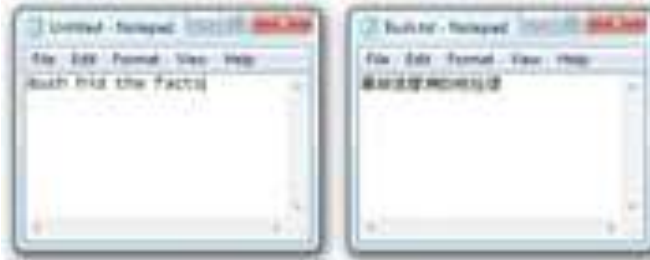 Untitled - Notepad
File Edit Format View Help
Bush hid the facts
Bush.txt - Notepad
File Edit Format View Help